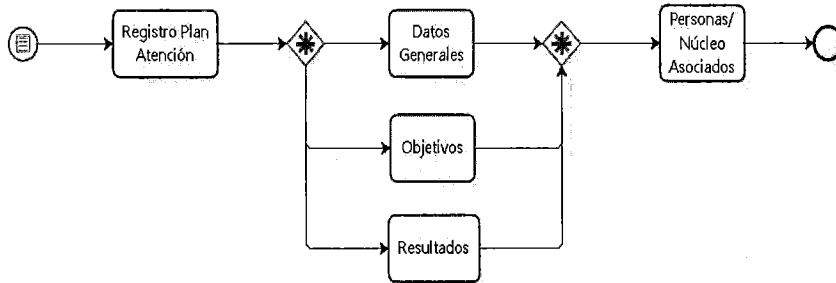 Registro Plan
Atención
Datos
Generales
Personas/
Núcleo
Asociados
Objetivos
Resultados